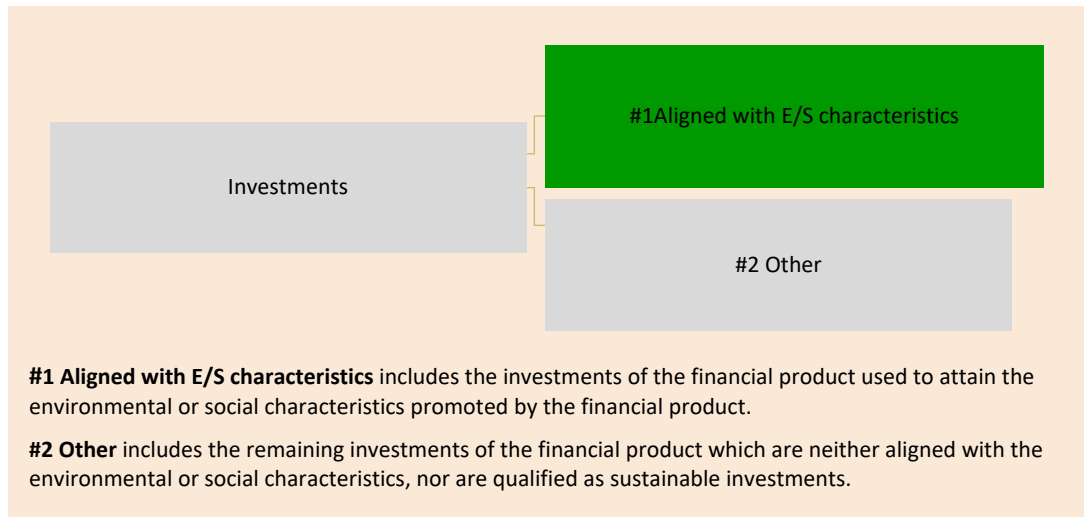 #1Aligned with E/S characteristics
Investments
#2 Other
#1 Aligned with E/S characteristics includes the investments of the financial product used to attain the
environmental or social characteristics promoted by the financial product.
#2 Other includes the remaining investments of the financial product which are neither aligned with the
environmental or social characteristics, nor are qualified as sustainable investments.